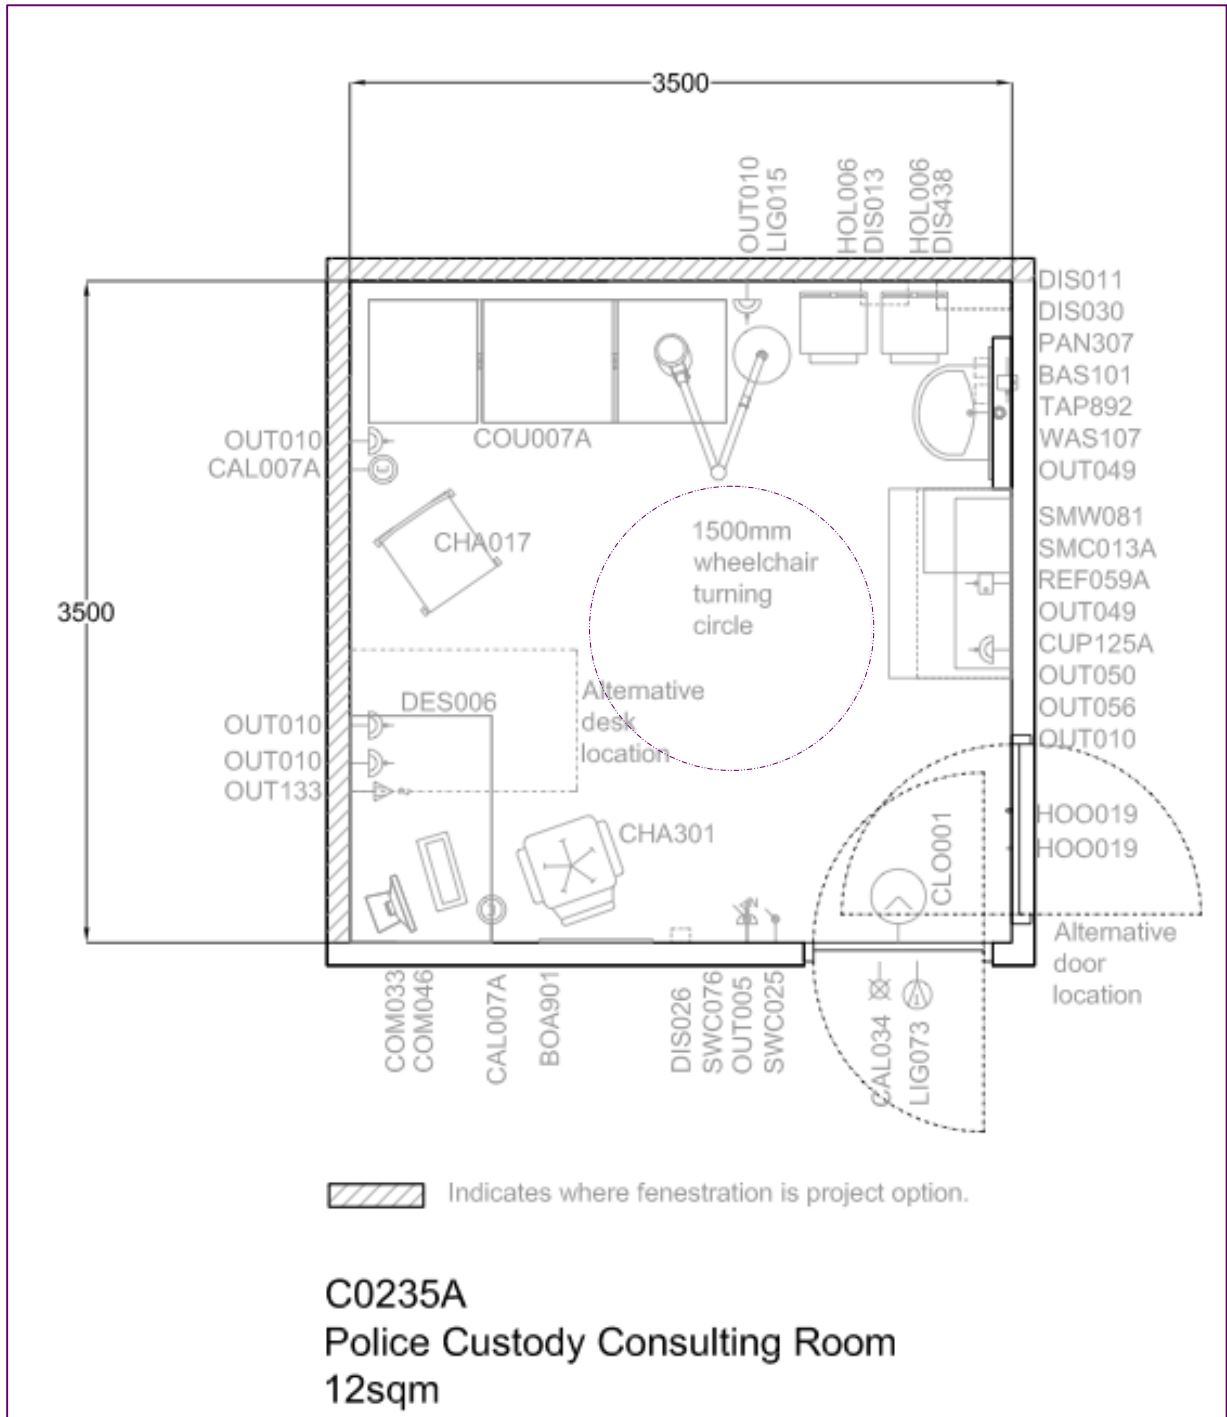 3500
OUT010
LIG015
HOL006
DIS013
HOL006
DIS438
DIS011
DIS030
PAN307
BAS101
TAP892
WAS107
OUT049
OUT010
CAL007A
COU007A
CHA017
1500mm
wheelchair
turning
circle
SMW081
SMC013A
REF059A
OUT049
CUP125A
OUT050
OUT056
OUT010
3500
DES006
Alternative
desk
location
OUT010
OUT010
OUT133
2
CHA301
CLO001
HOO019
HOO019
Alternative
door
location
COM033
COM046
CAL007A
BOA901
DIS026
SWC076
OUT005
SWC025
CAL034
LIG073
Indicates where fenestration is project option.
C0235A
Police Custody Consulting Room
12sqm